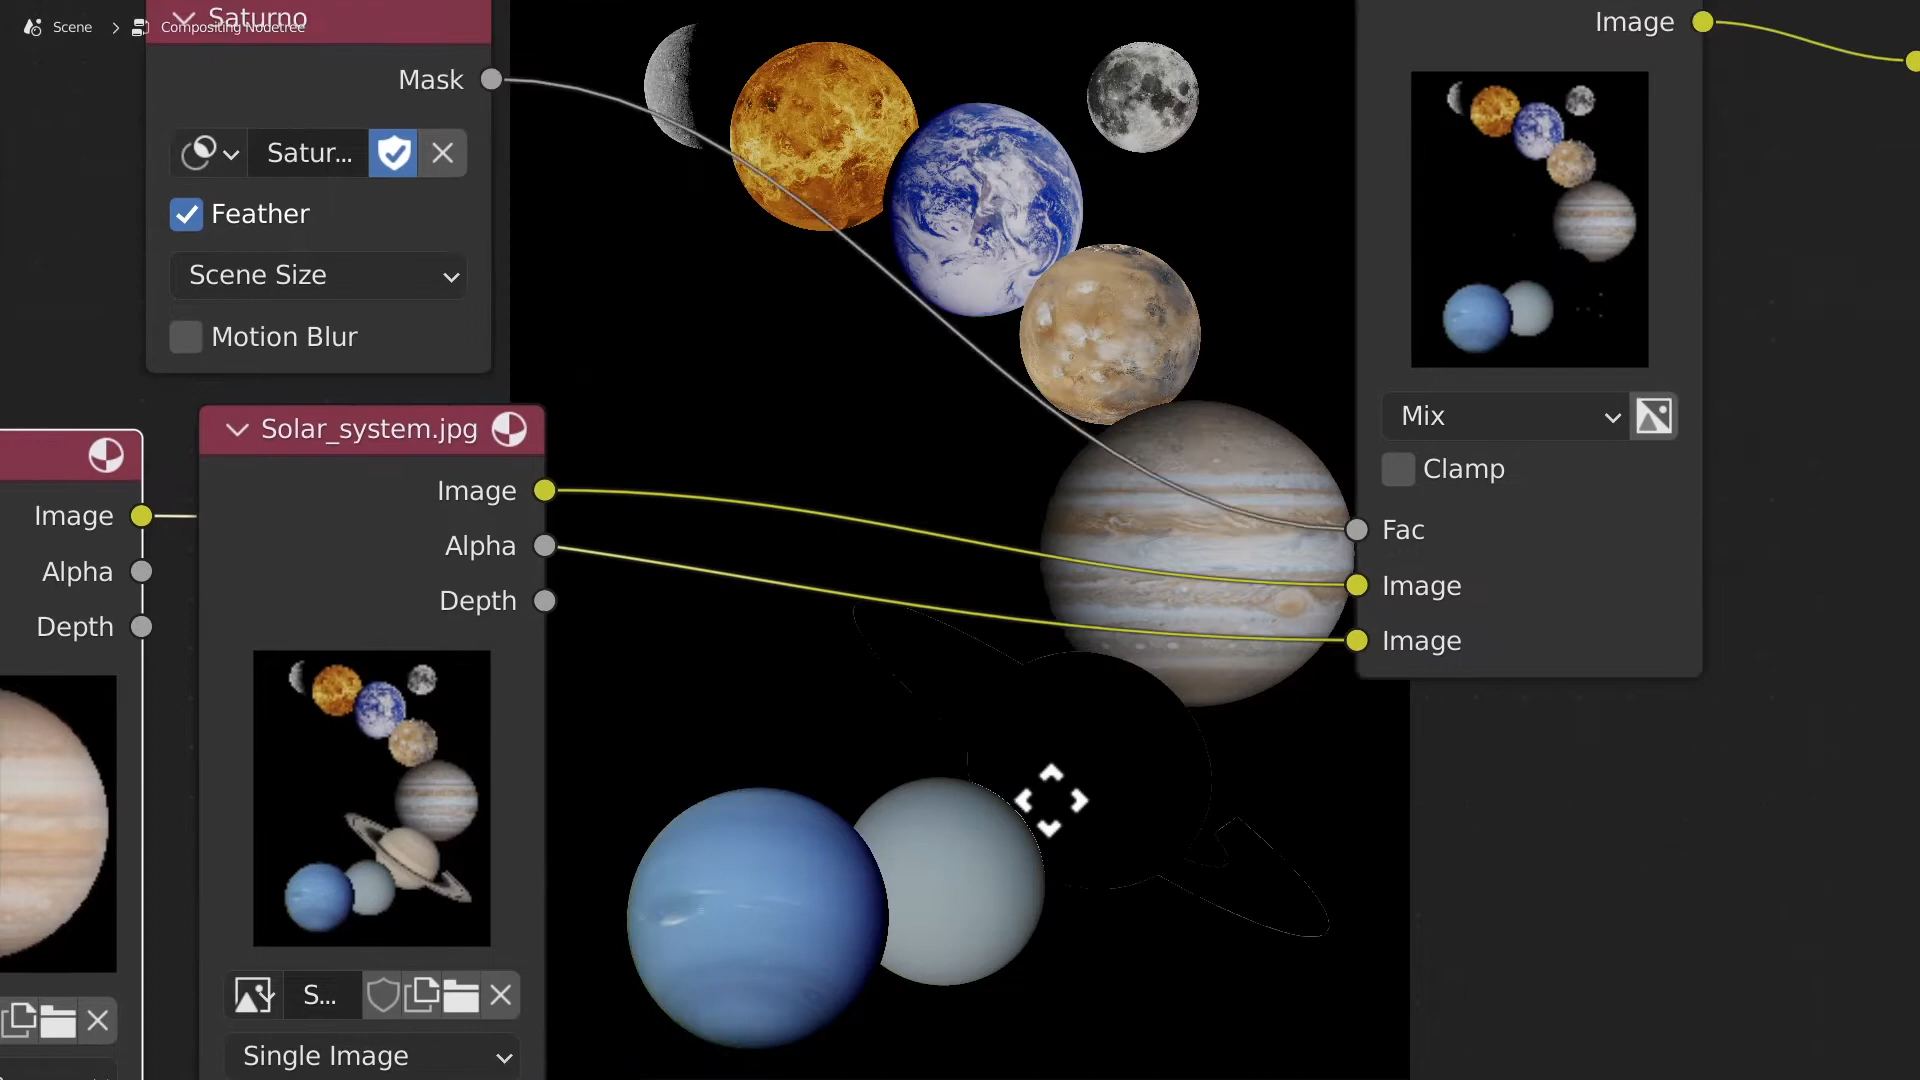 Scene
Compositing Nodetree
Saturno
Mask
Satur...
Feather
Scene Size
Motion Blur
Image
Alpha
Depth
Solar_system.jpg
Image
Alpha
Depth
S...
Single Image
Image
Mix
Clamp
Fac
Image
Image